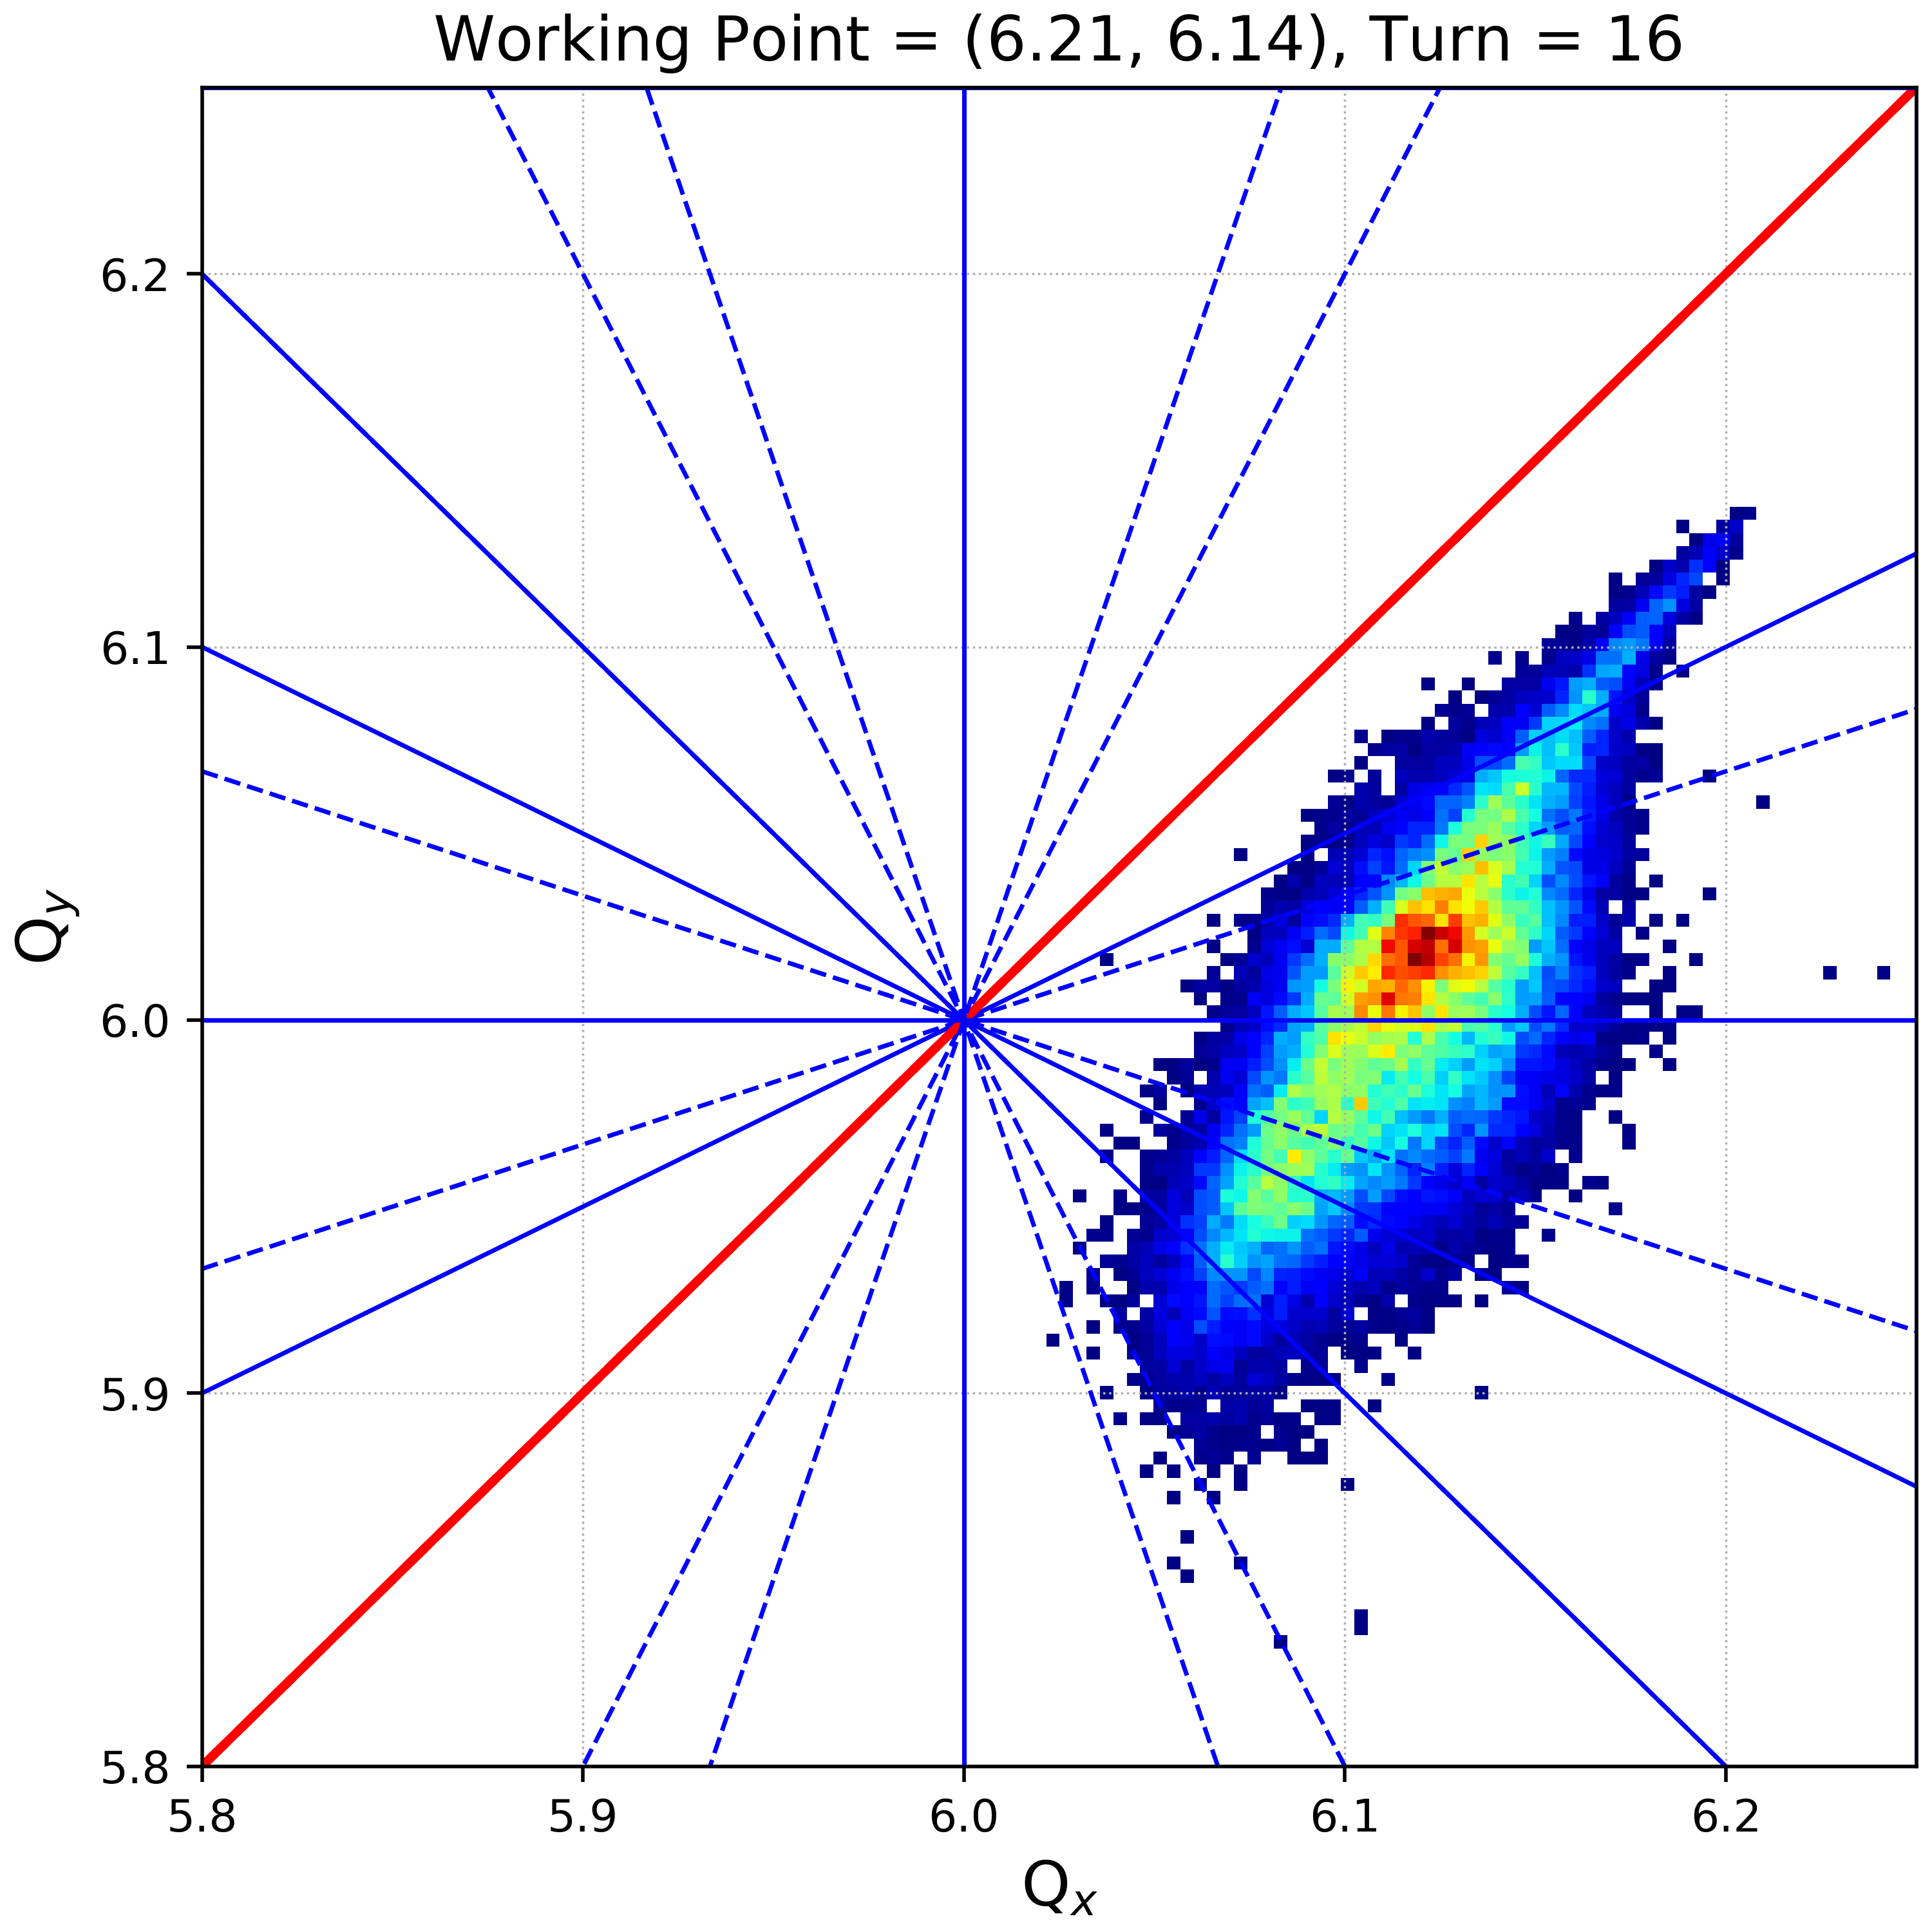 Working Point = (6.21, 6.14), Turn = 16
6.2
6.1
6.0
5.9
5.8
Qy
5.8 5.9 6.0 6.1 6.2
Qx